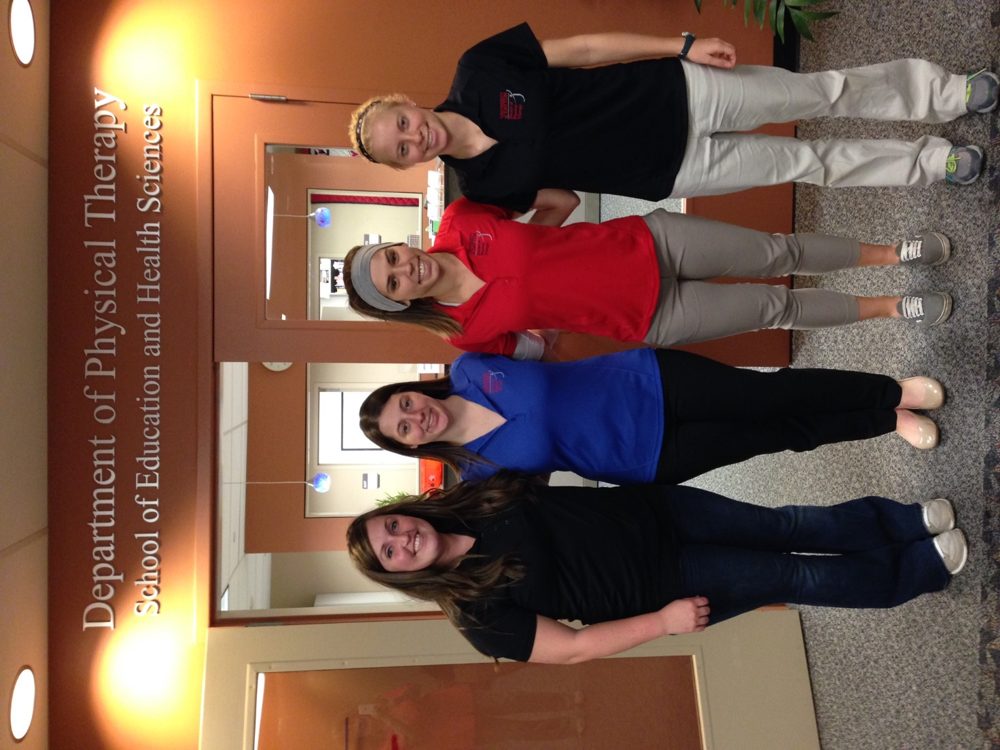 Department of Physical Therapy
School of Education and Health Sciences